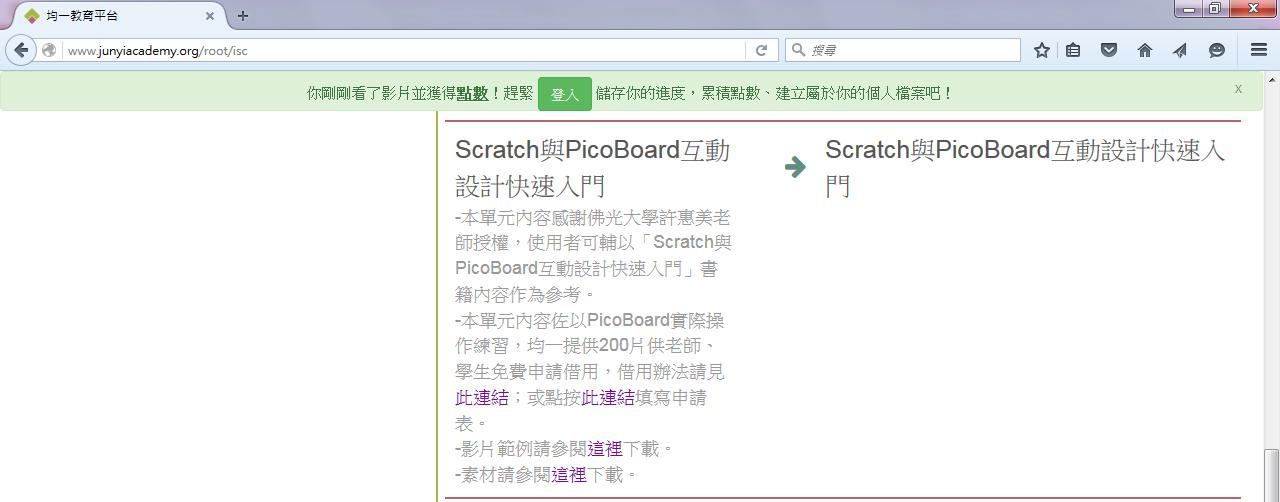 均一教育平台
www.junyiacademy.org/root/isc
搜尋
你剛剛看了影片並獲得點數！趕緊 登入 儲存你的進度，累積點數、建立屬於你的個人檔案吧！
x
Scratch與PicoBoard互動
設計快速入門
-本單元內容感謝佛光大學許惠美老
師授權，使用者可輔以「Scratch與
PicoBoard互動設計快速入門」書
籍內容作為參考。
-本單元內容佐以PicoBoard實際操
作練習，均一提供200片供老師、
學生免費申請借用，借用辦法請見
此連結；或點按此連結填寫申請
表。
-影片範例請參閱這裡下載。
-素材請參閱這裡下載。
Scratch與PicoBoard互動設計快速入
門